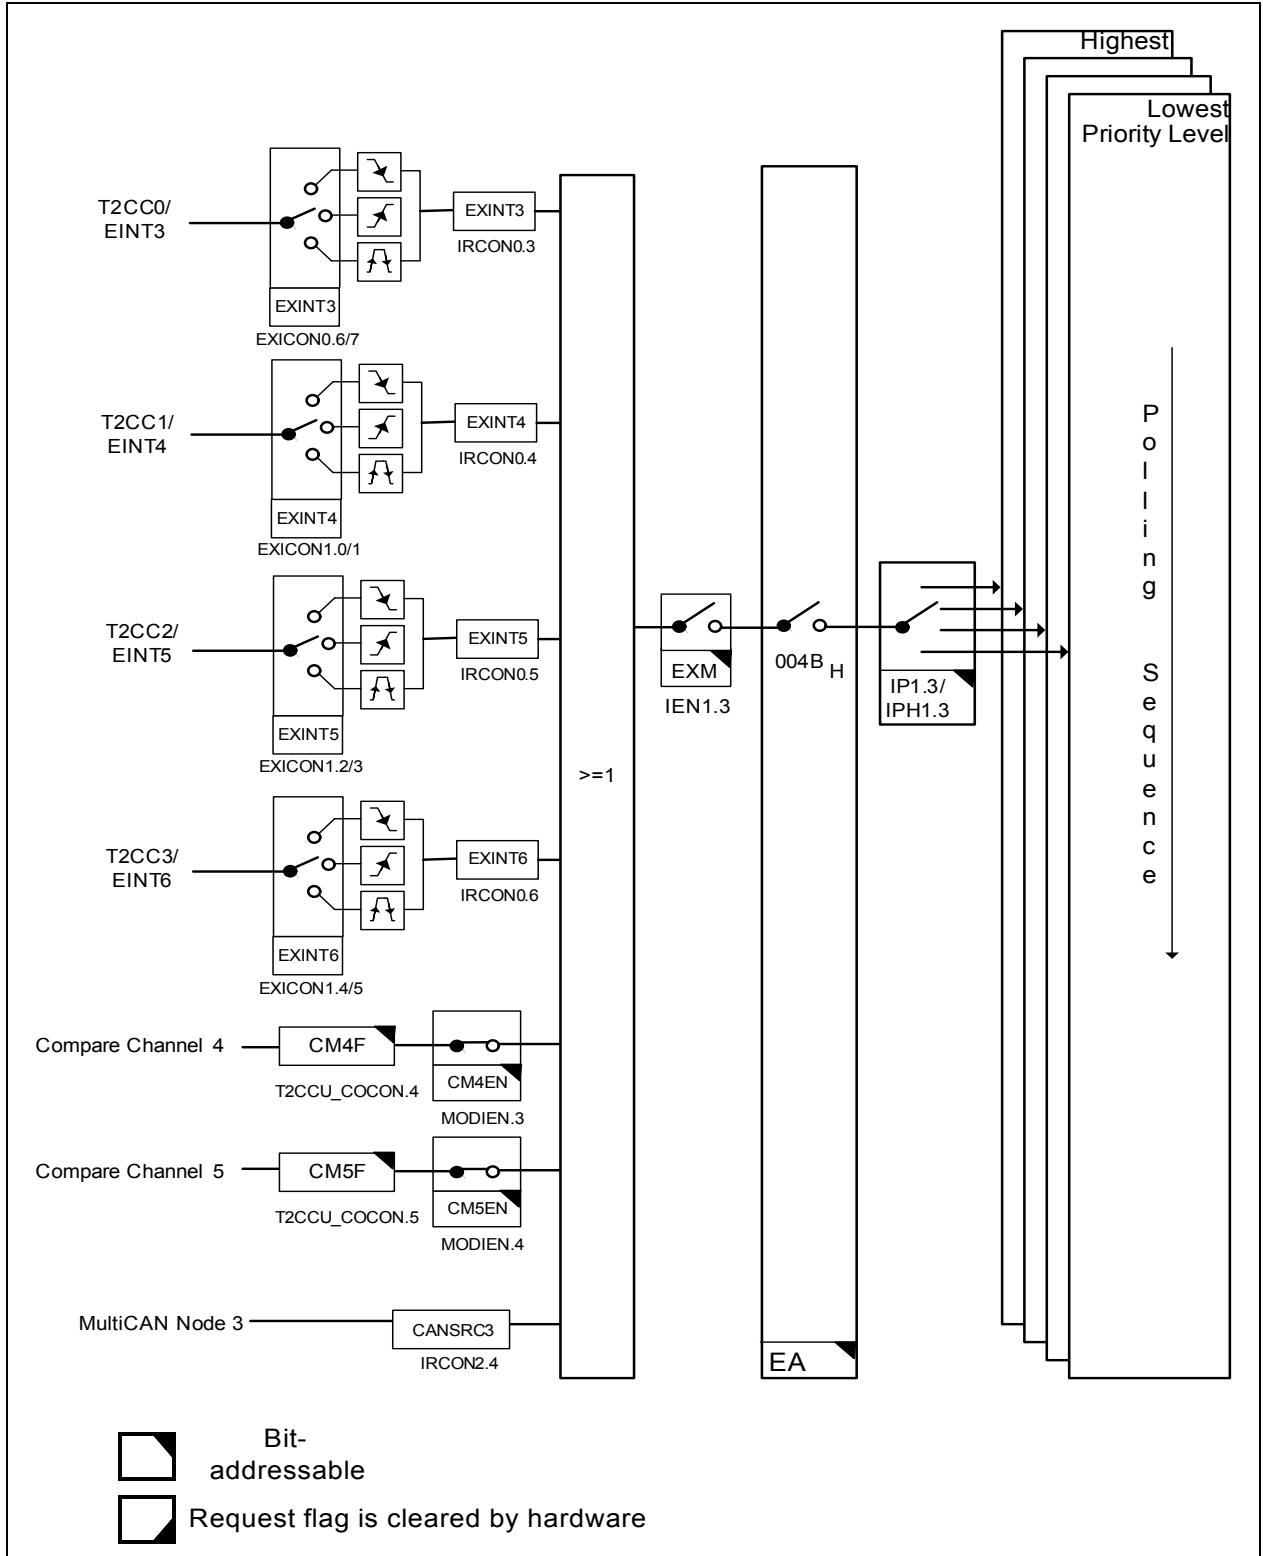 Highest
Lowest
Priority Level
T2CC0/
EINT3
EXINT3
IRCON0.3
EXINT3
EXICON0.6/7
T2CC1/
EINT4
EXINT4
IRCON0.4
EXINT4
EXICON1.0/1
T2CC2/
EINT5
EXINT5
IRCON0.5
EXINT5
EXICON1.2/3
T2CC3/
EINT6
EXINT6
IRCON0.6
EXINT6
EXICON1.4/5
Compare Channel 4
CM4F
T2CCU_COCON.4
CM4EN
MODIEN.3
Compare Channel 5
CM5F
T2CCU_COCON.5
CM5EN
MODIEN.4
MultiCAN Node 3
CANSRC3
IRCON2.4
>=1
EXM
IEN1.3
004B H
EA
IP1.3/
IPH1.3
Polling Sequence
Bit-
addressable
Request flag is cleared by hardware